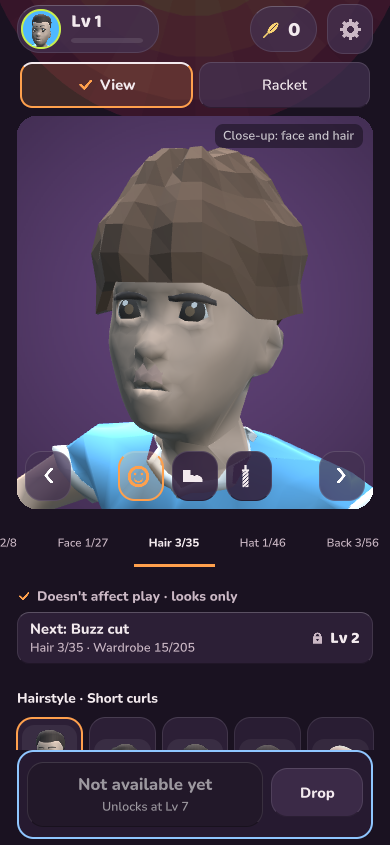 Lv 1
0
View
Racket
Close-up: face and hair
2/8
Face 1/27
Hair 3/35
Hat 1/46
Back 3/56
Doesn't affect play · looks only
Next: Buzz cut
Hair 3/35 · Wardrobe 15/205
Lv 2
Hairstyle · Short curls
Not available yet
Unlocks at Lv 7
Drop